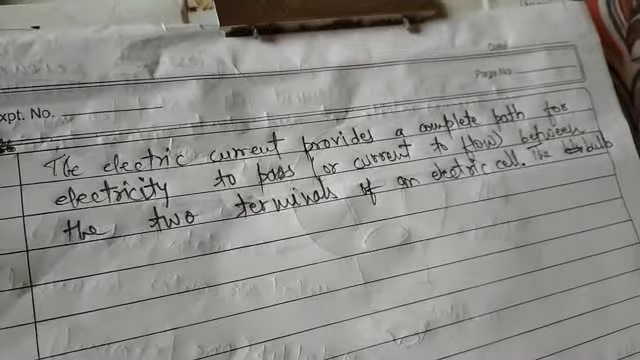 Date
Page No.
Expt. No.
The electric current provides a complete path for
electricity to pass (or current to flow) between
the two terminals of an electric cell. The bulb